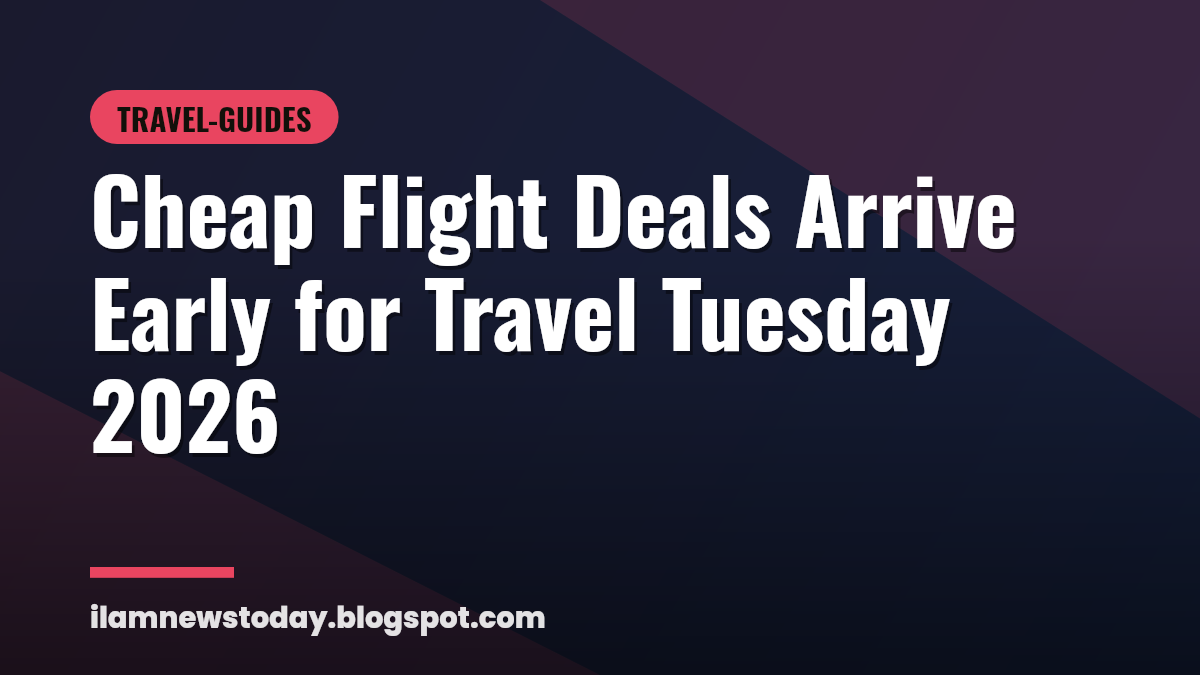 TRAVEL-GUIDES
Cheap Flight Deals Arrive
Early for Travel Tuesday
2026
ilamnewstoday.blogspot.com